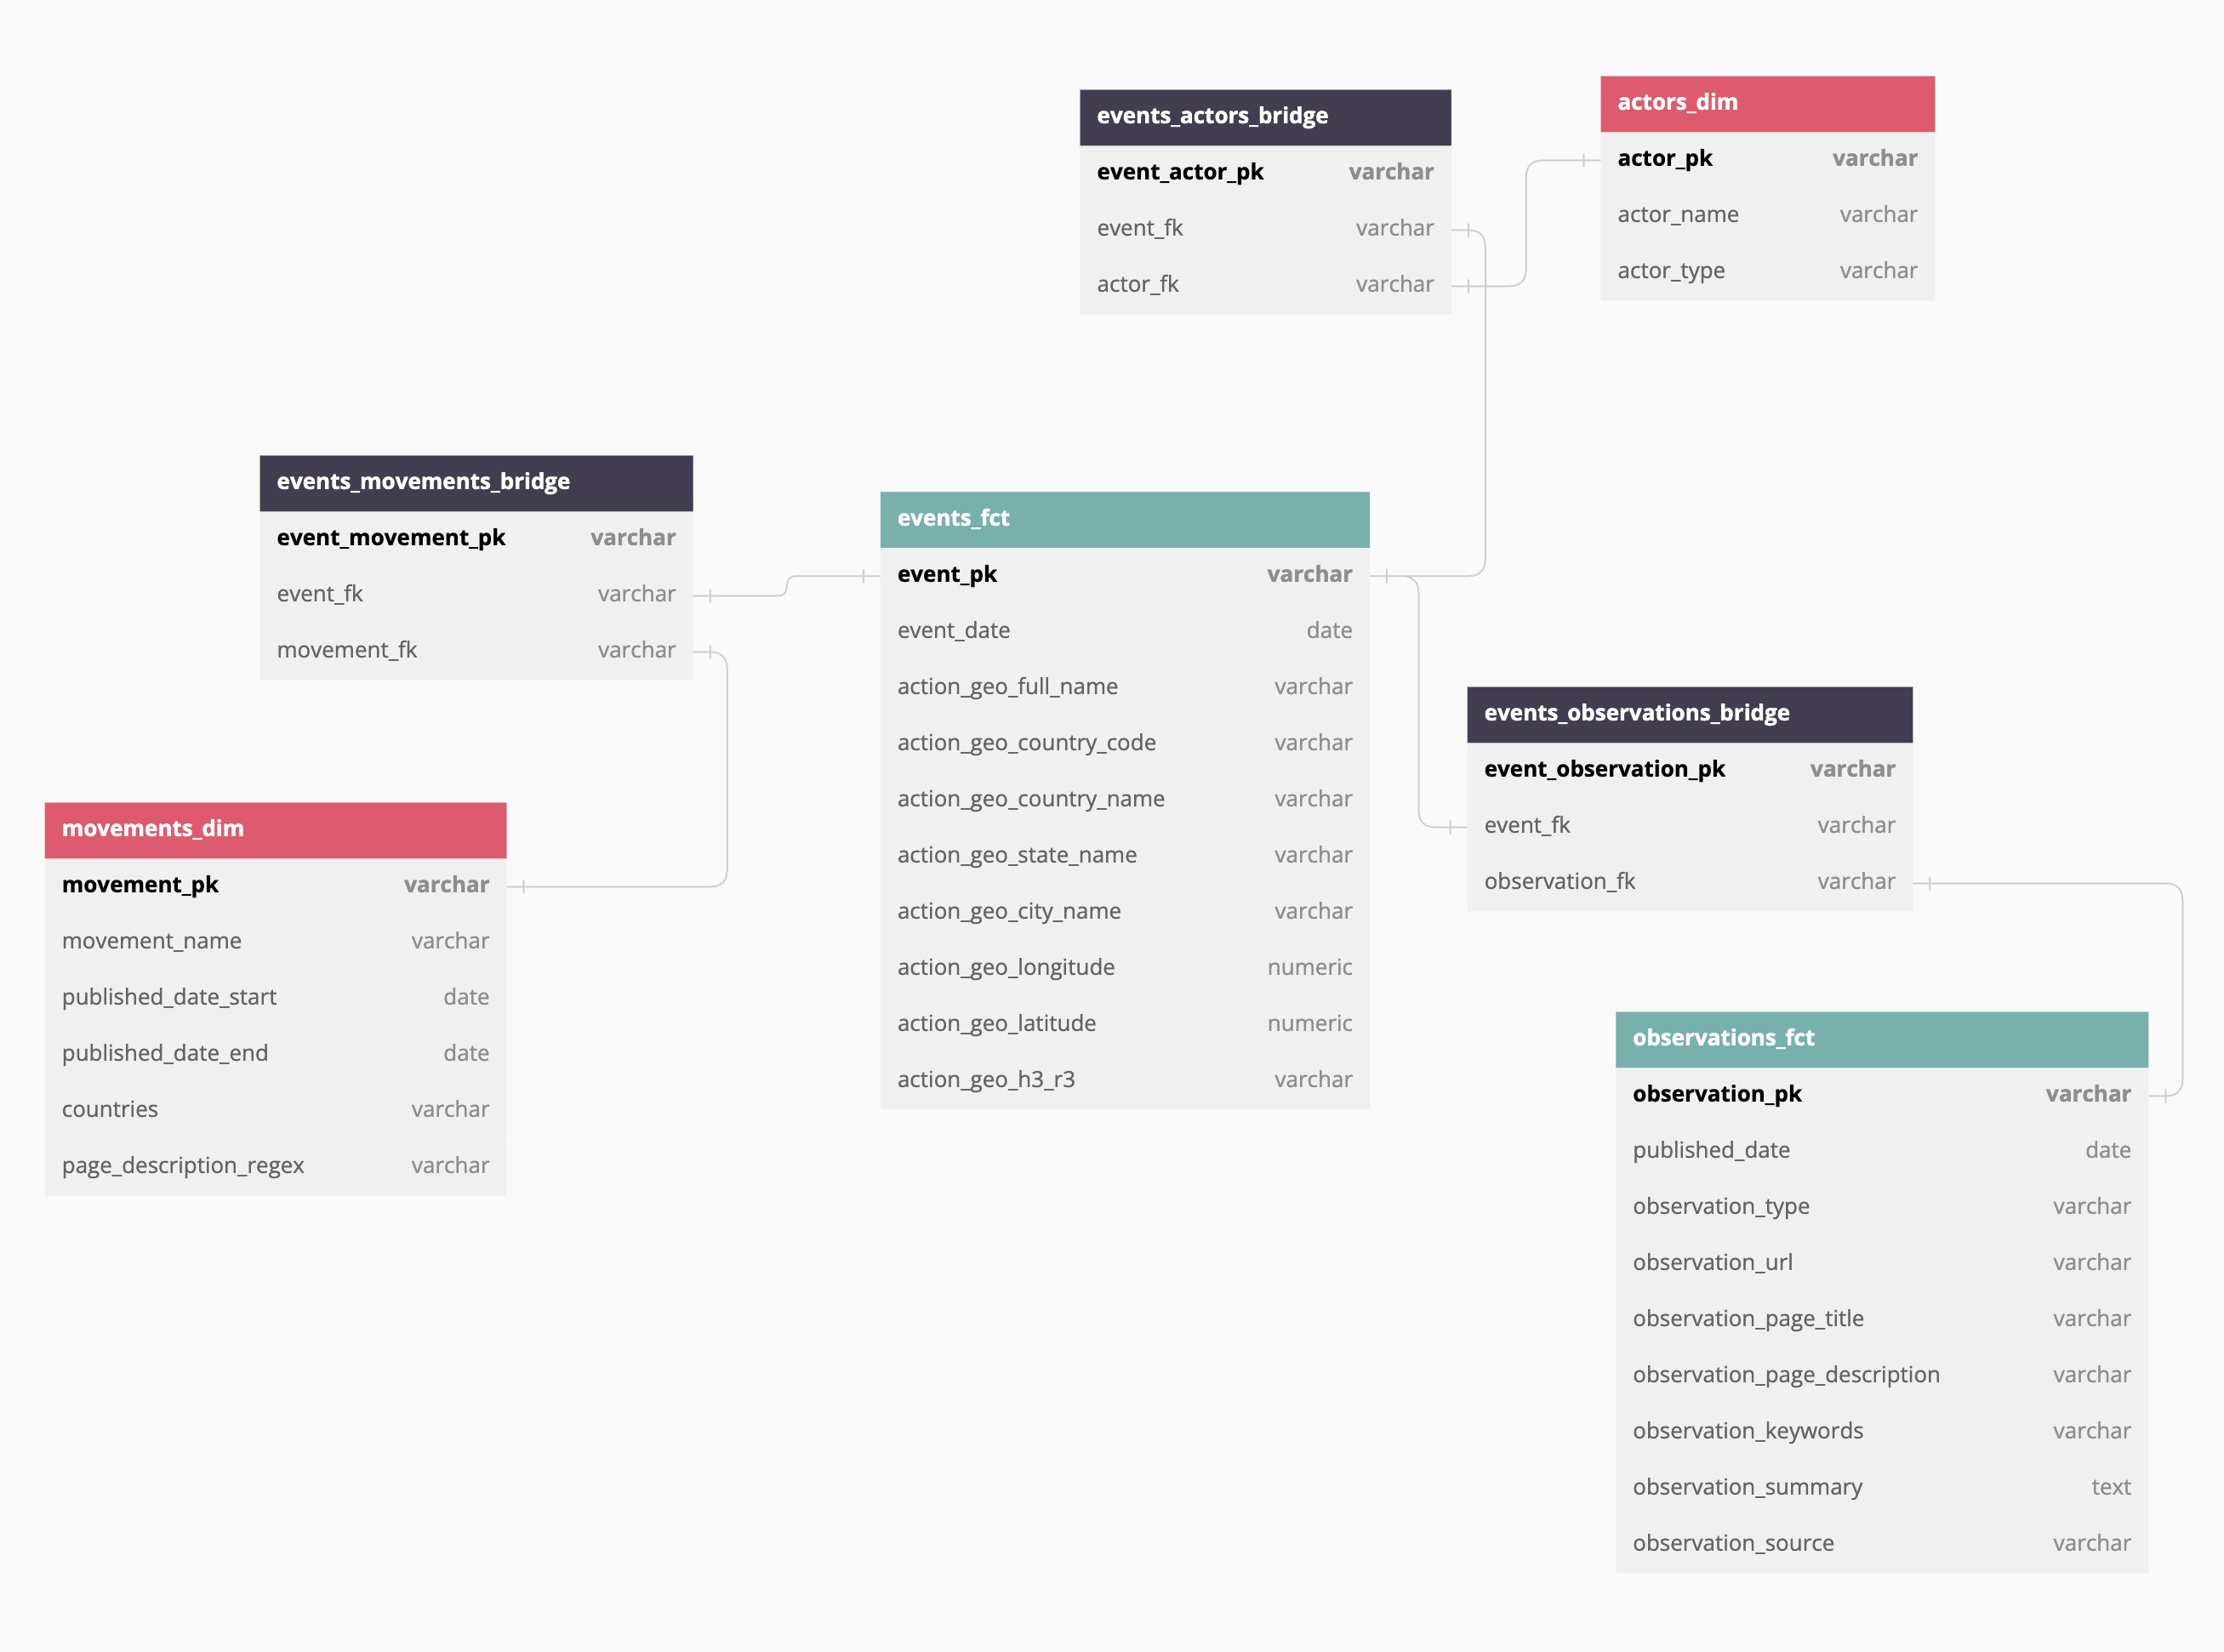 events_actors_bridge
event_actor_pk varchar
event_fk varchar
actor_fk varchar
actors_dim
actor_pk varchar
actor_name varchar
actor_type varchar
events_movements_bridge
event_movement_pk varchar
event_fk varchar
movement_fk varchar
events_fct
event_pk varchar
event_date date
action_geo_full_name varchar
action_geo_country_code varchar
action_geo_country_name varchar
action_geo_state_name varchar
action_geo_city_name varchar
action_geo_longitude numeric
action_geo_latitude numeric
action_geo_h3_r3 varchar
events_observations_bridge
event_observation_pk varchar
event_fk varchar
observation_fk varchar
movements_dim
movement_pk varchar
movement_name varchar
published_date_start date
published_date_end date
countries varchar
page_description_regex varchar
observations_fct
observation_pk varchar
published_date date
observation_type varchar
observation_url varchar
observation_page_title varchar
observation_page_description varchar
observation_keywords varchar
observation_summary text
observation_source varchar